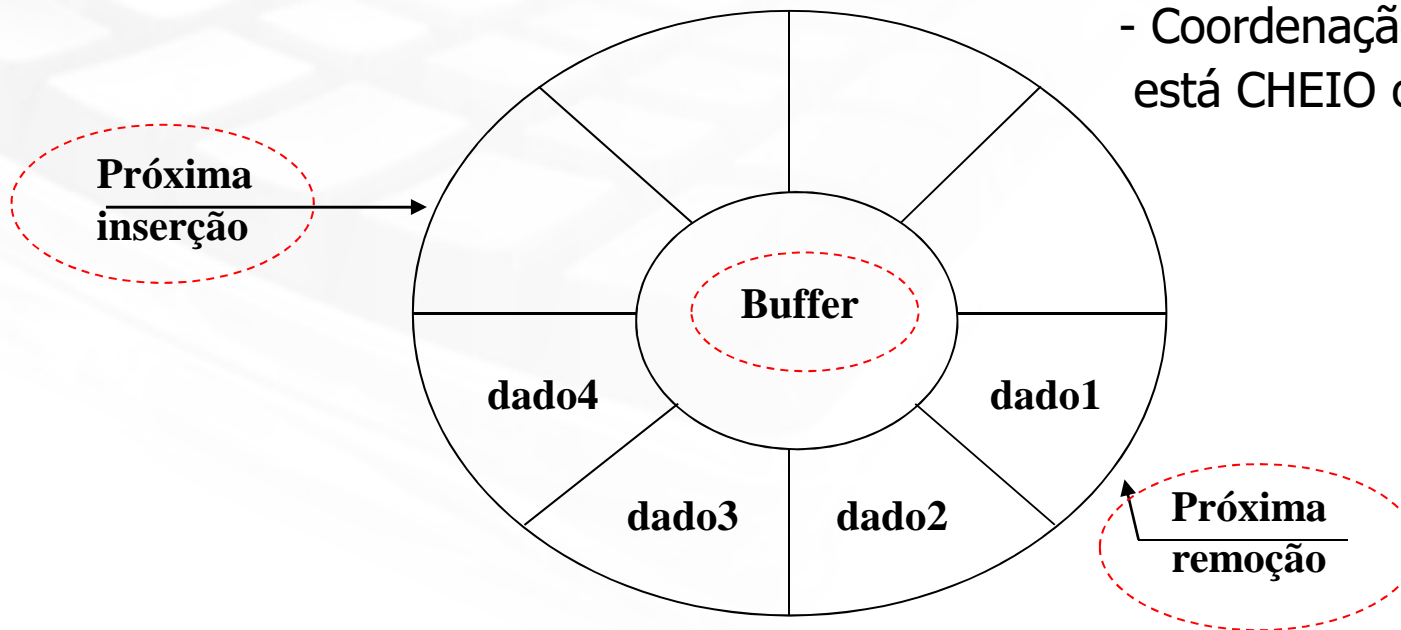 - Coordenaçã
está CHEIO
Próxima
inserção
Buffer
dado4
dado1
dado3
dado2
Próxima
remoção